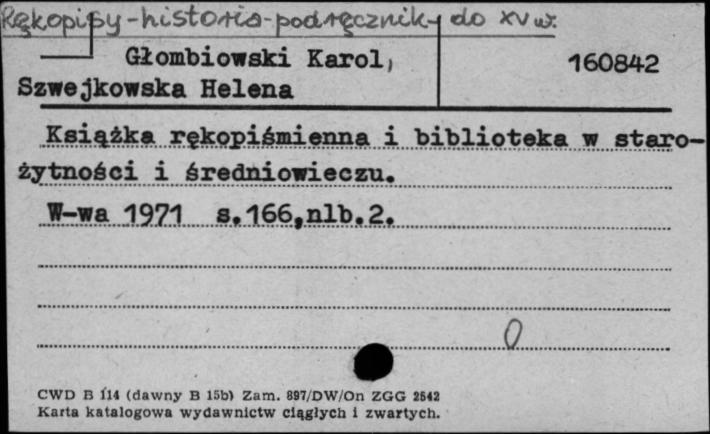 Rękopisy-historia-podręczniki do XV w.
Głombiowski Karol,
160842
Szwejkowska Helena
Książka rękopiśmienna i biblioteka w staro-
żytności i średniowieczu.
W-wa 1971 s.166,nlb.2.
0
CWD B 114 (dawny B 15b) Zam. 897/DW/On ZGG 2542
Karta katalogowa wydawnictw ciągłych i zwartych.